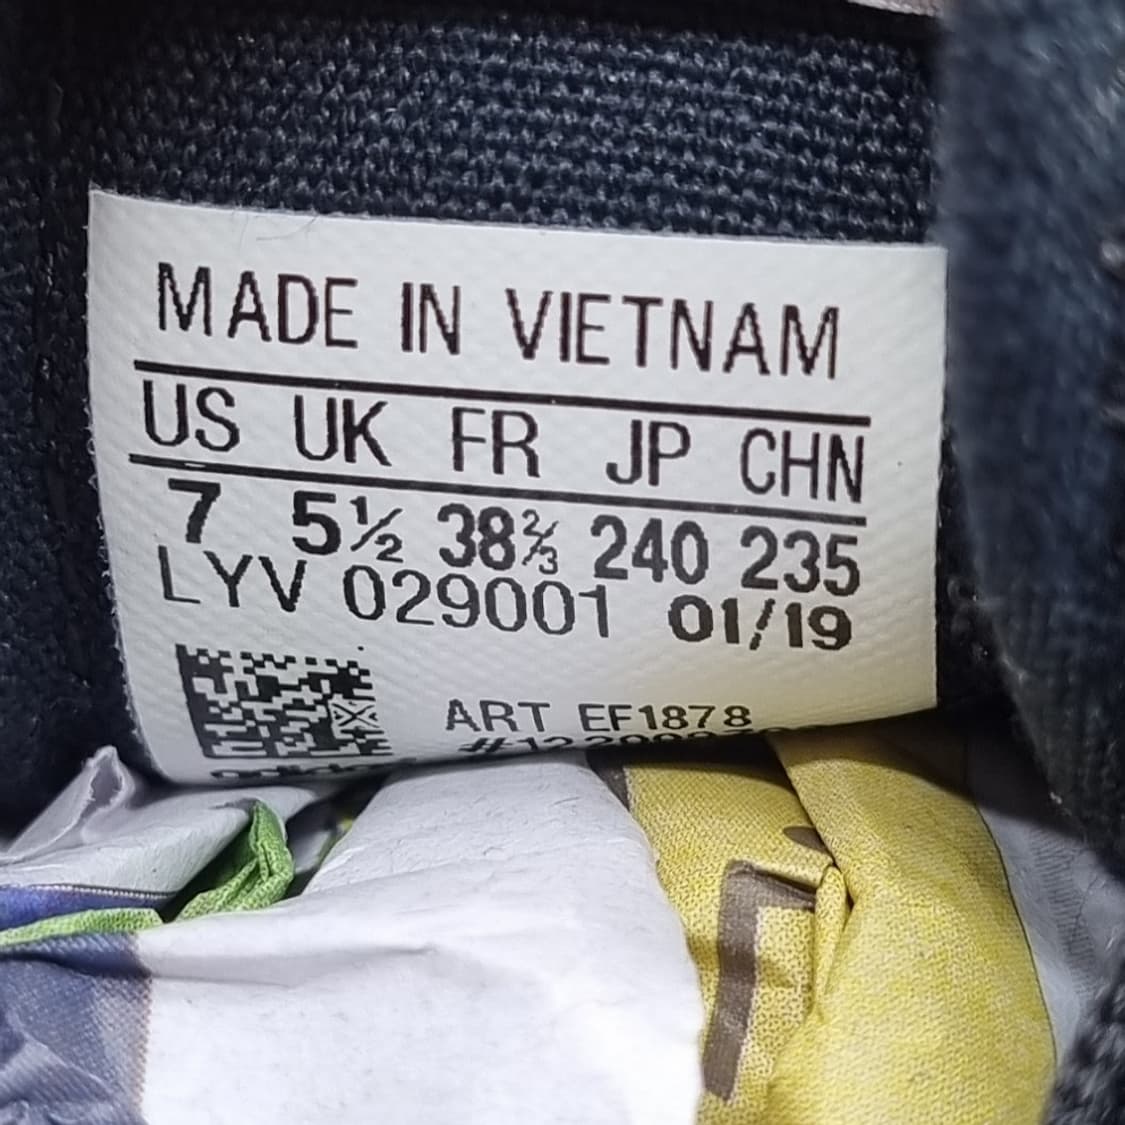 MADE IN VIETNAM
US UK FR JP CHN
7 5½ 38⅔ 240 235
LYV 029001 01/19
ART EF1878